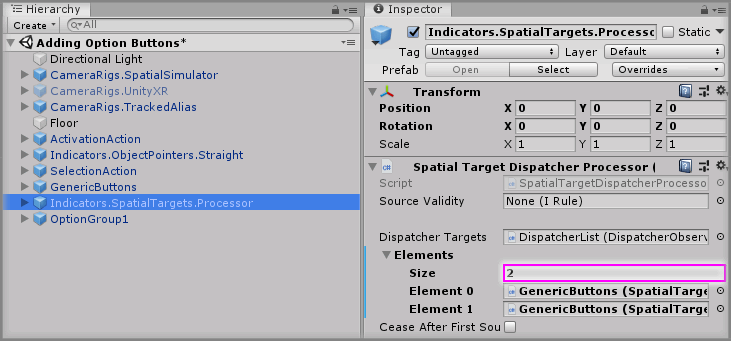 Hierarchy
Create
All
Adding Option Buttons*
Directional Light
CameraRigs.SpatialSimulator
CameraRigs.UnityXR
CameraRigs.TrackedAlias
Floor
ActivationAction
Indicators.ObjectPointers.Straight
SelectionAction
GenericButtons
Indicators.SpatialTargets.Processor
OptionGroup1
Inspector
Indicators.SpatialTargets.Processo
Static
Tag Untagged Layer Default
Prefab Open Select Overrides
Transform
Position X 0 Y 0 Z 0
Rotation X 0 Y 0 Z 0
Scale X 1 Y 1 Z 1
Spatial Target Dispatcher Processor (
Script SpatialTargetDispatcherProcesso
Source Validity None (I Rule)
Dispatcher Targets DispatcherList (DispatcherObserv
Elements
Size 2
Element 0 GenericButtons (SpatialTarge
Element 1 GenericButtons (SpatialTarge
Cease After First Sou